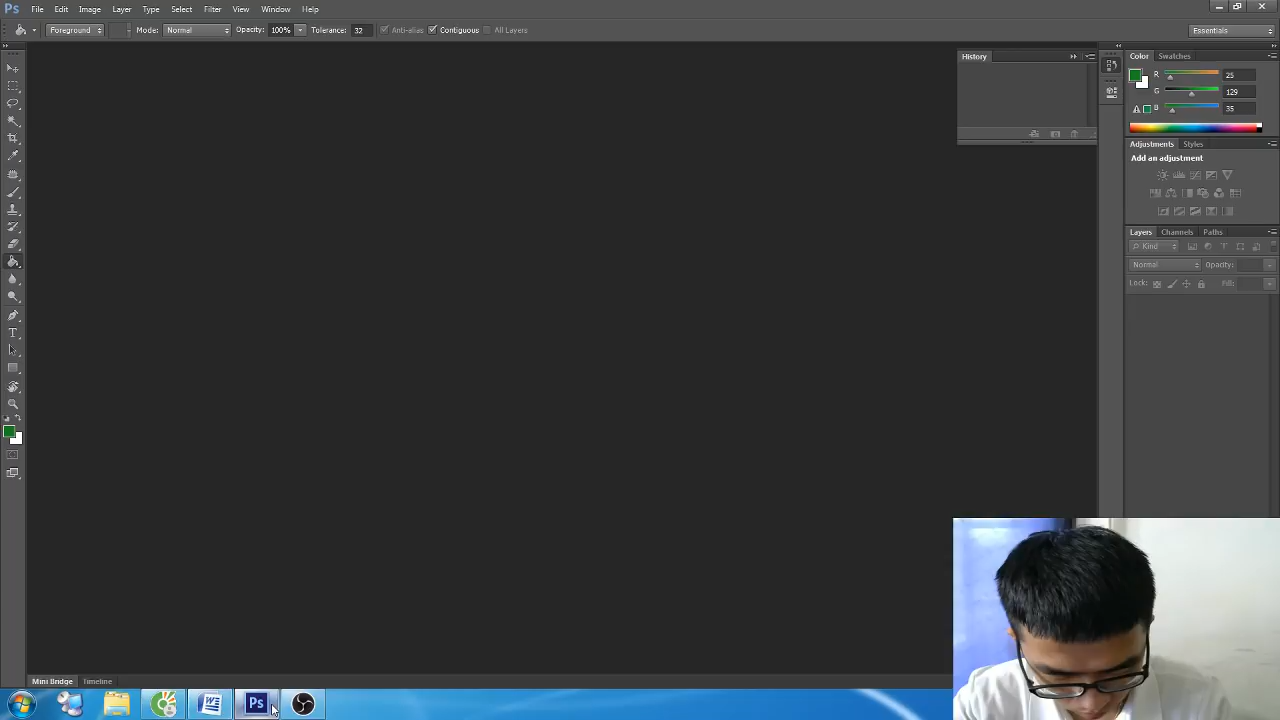 Ps File Edit Image Layer Type Select Filter View Window Help
Foreground Mode: Normal Opacity: 100% Tolerance: 32 Anti-alias Contiguous All Layers Essentials
History
Color Swatches
R 25
G 129
B 35
Adjustments Styles
Add an adjustment
Layers Channels Paths
Kind
Normal Opacity:
Lock: Fill:
T
Mini Bridge Timeline
W Ps